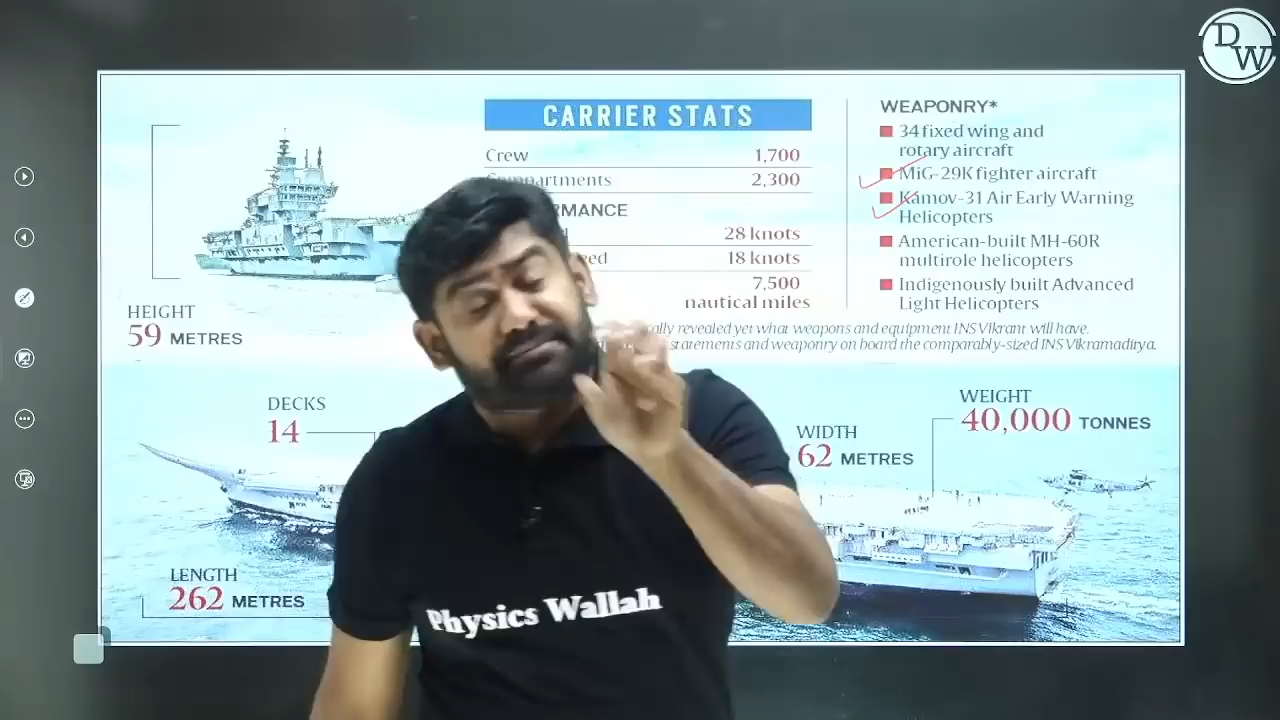 D
W
CARRIER STATS
Crew 1,700
Compartments 2,300
28 knots
18 knots
7,500
nautical miles
WEAPONRY*
34 fixed wing and
rotary aircraft
MiG-29K fighter aircraft
Kamov-31 Air Early Warning
Helicopters
American-built MH-60R
multirole helicopters
Indigenously built Advanced
Light Helicopters
revealed yet what weapons and equipment INS Vikrant will have.
statements and weaponry on board the comparably-sized INS Vikramaditya.
HEIGHT
59 METRES
DECKS
14
LENGTH
262 METRES
WIDTH
62 METRES
WEIGHT
40,000 TONNES
Physics Wallah